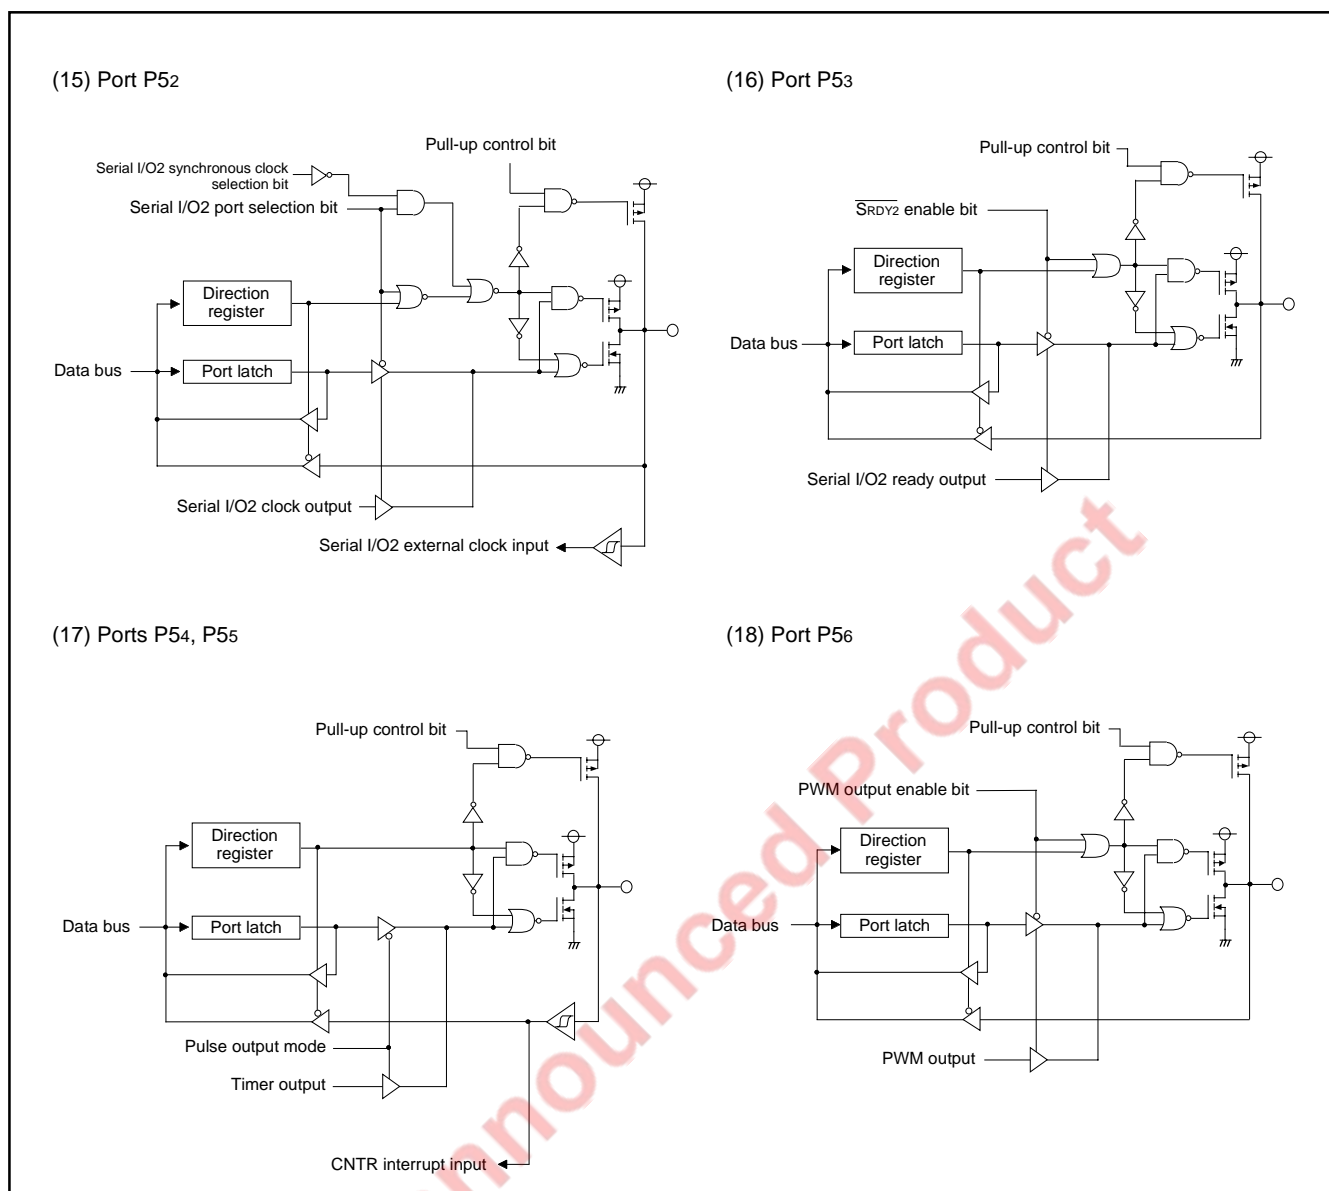 (15) Port P52
Pull-up control bit
Serial I/O2 synchronous clock
selection bit
Serial I/O2 port selection bit
Direction
register
Data bus
Port latch
Serial I/O2 clock output
Serial I/O2 external clock input
(16) Port P53
Pull-up control bit
SRDY2 enable bit
Direction
register
Data bus
Port latch
Serial I/O2 ready output
(17) Ports P54, P55
Pull-up control bit
Direction
register
Data bus
Port latch
Pulse output mode
Timer output
CNTR interrupt input
(18) Port P56
Pull-up control bit
PWM output enable bit
Direction
register
Data bus
Port latch
PWM output
nnounced Product